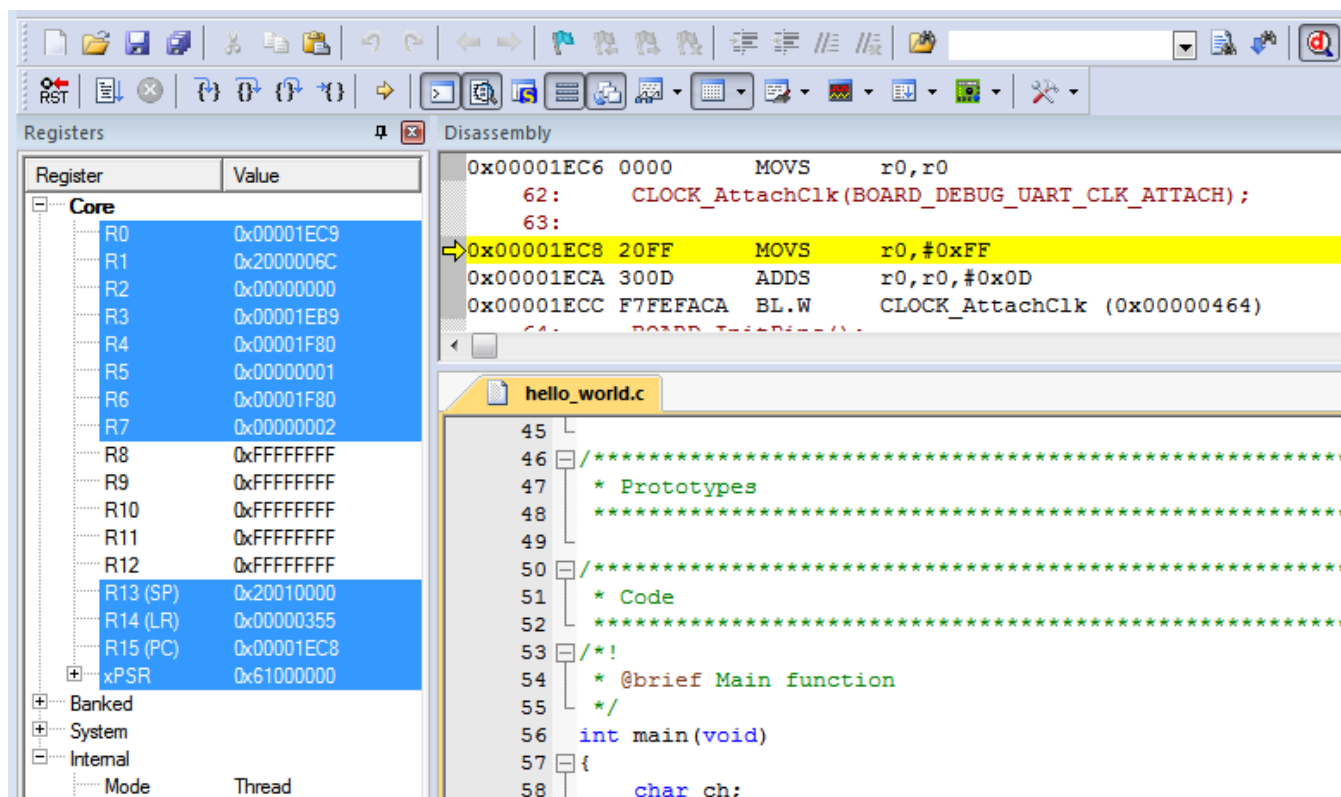 RST
Registers
Register Value
Core
R0 0x00001EC9
R1 0x2000006C
R2 0x00000000
R3 0x00001EB9
R4 0x00001F80
R5 0x00000001
R6 0x00001F80
R7 0x00000002
R8 0xFFFFFFFF
R9 0xFFFFFFFF
R10 0xFFFFFFFF
R11 0xFFFFFFFF
R12 0xFFFFFFFF
R13 (SP) 0x20010000
R14 (LR) 0x00000355
R15 (PC) 0x00001EC8
xPSR 0x61000000
Banked
System
Internal
Mode Thread
Disassembly
0x00001EC6 0000 MOVS r0,r0
62: CLOCK_AttachClk(BOARD_DEBUG_UART_CLK_ATTACH);
63:
0x00001EC8 20FF MOVS r0,#0xFF
0x00001ECA 300D ADDS r0,r0,#0x0D
0x00001ECC F7FEFACA BL.W CLOCK_AttachClk (0x00000464)
hello_world.c
45
46 /*********************************************************
47 * Prototypes
48 *********************************************************
49
50 /*********************************************************
51 * Code
52 *********************************************************
53 /*!
54 * @brief Main function
55 */
56 int main(void)
57 {
58 char ch;